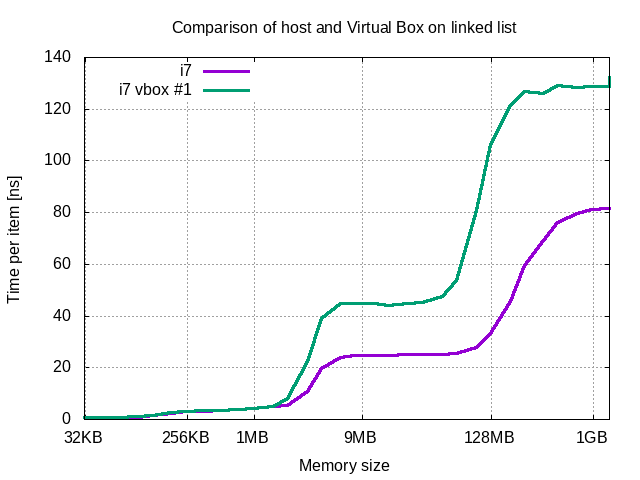 Comparison of host and Virtual Box on linked list
i7
i7 vbox #1
140
120
100
80
60
40
20
0
Time per item [ns]
32KB 256KB 1MB 9MB 128MB 1GB
Memory size